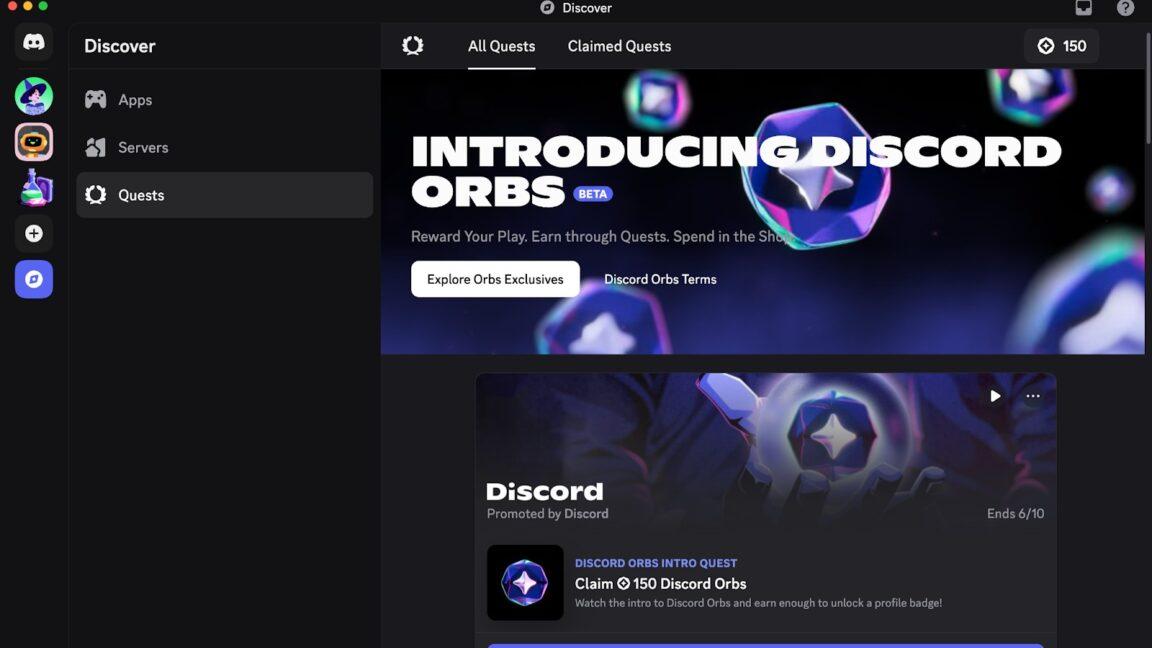 Discover
Discover
Apps
Servers
Quests
All Quests
Claimed Quests
150
INTRODUCING DISCORD
ORBS BETA
Reward Your Play. Earn through Quests. Spend in the Shop.
Explore Orbs Exclusives
Discord Orbs Terms
Discord
Promoted by Discord
Ends 6/10
DISCORD ORBS INTRO QUEST
Claim 150 Discord Orbs
Watch the intro to Discord Orbs and earn enough to unlock a profile badge!